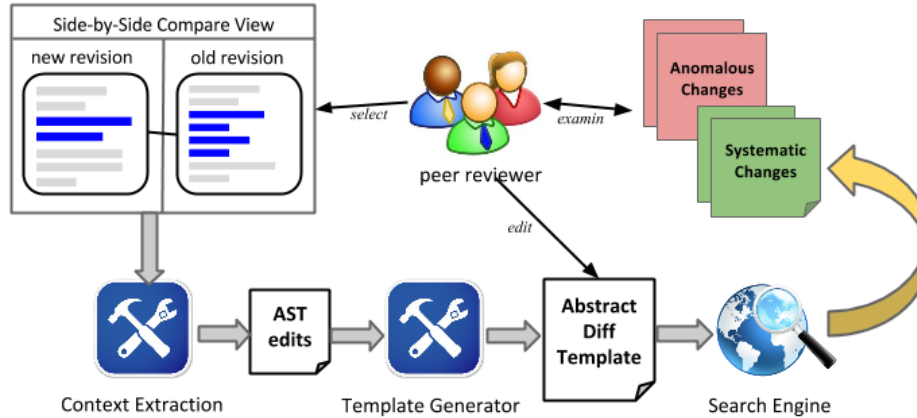 Side-by-Side Compare View
new revision
old revision
select
peer reviewer
examin
Anomalous
Changes
Systematic
Changes
edit
AST
edits
Abstract
Diff
Template
Context Extraction
Template Generator
Search Engine